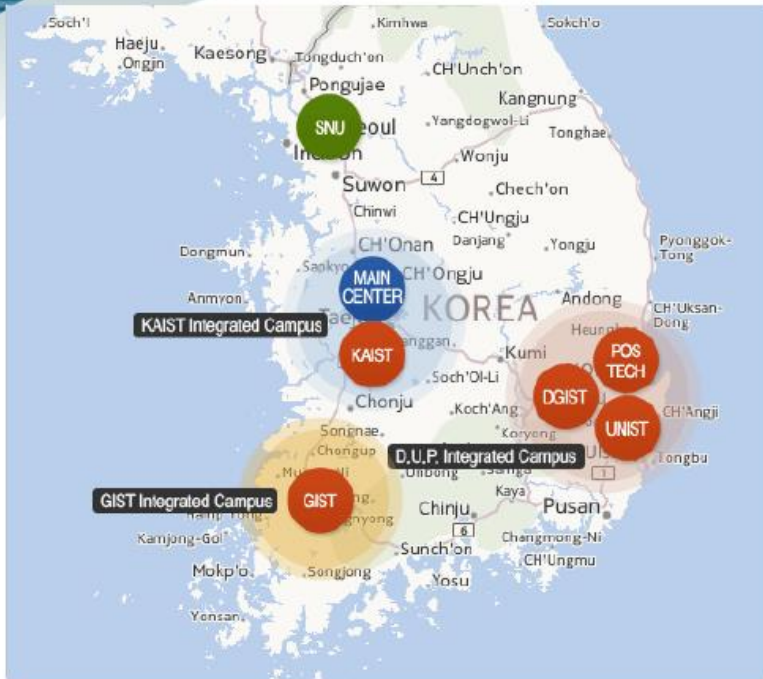 Soch'I
Kimhwa
Sokch'o
Haeju
Ongjin
Kaesong
Tongduch'on
CH'Unch'on
Pongujae
Kangnung
SNU
eoul
Yangdogwol-Li
Tonghae
Wonju
Suwon
4
Chech'on
Chinwi
CH'Ungju
CH'Onan
Danjang
Yongju
Pyonggok-
Tong
Dongmun
MAIN
CENTER
CH'Ongju
Anmyon
KOREA
Andong
CH'Uksan-
Dong
KAIST Integrated Campus
KAIST
anggan
Kumi
POS
TECH
DGIST
Soch'Ol-Li
Chonju
Koch'Ang
CH'Angji
UNIST
Songnae
Koryong
Chongup
D.U.P. Integrated Campus
Tongbu
1
GIST Integrated Campus
GIST
Kaya
Chinju
Pusan
6
Kamjong-Gol
Changmong-Ni
Sunch'on
CH'Ungmu
Mokp'o
Songjong
Yosu
Yonsan